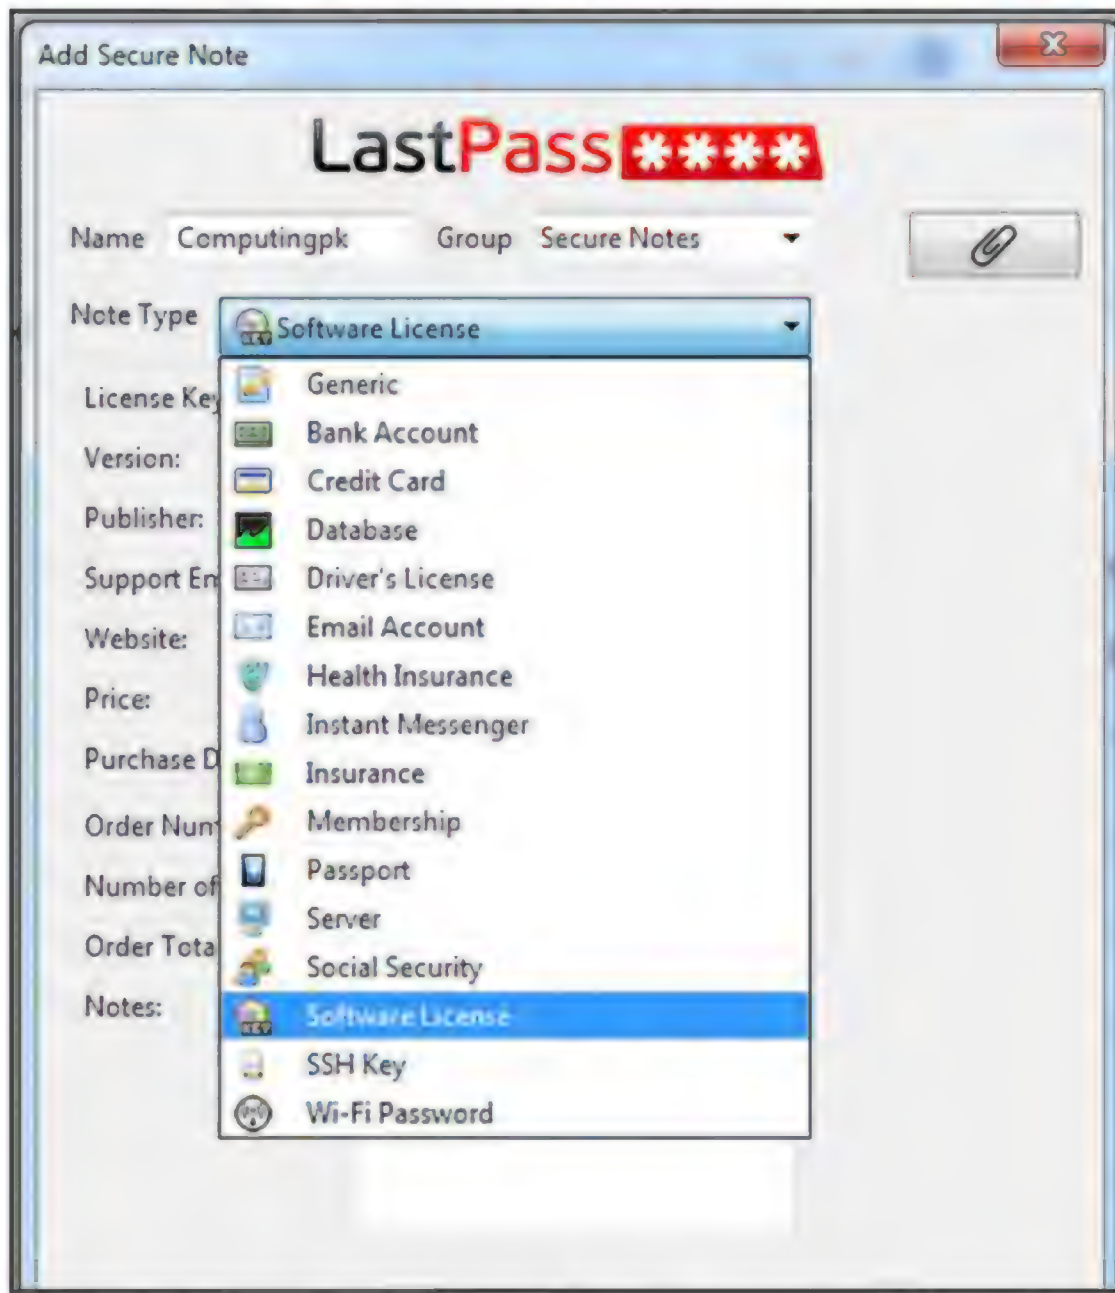 Add Secure Note
LastPass ****
Name Computingpk Group Secure Notes
Note Type Software License
License Key
Generic
Version:
Bank Account
Publisher:
Credit Card
Support Em
Database
Website:
Driver's License
Price:
Email Account
Purchase D
Health Insurance
Order Num
Instant Messenger
Number of
Insurance
Order Tota
Membership
Notes:
Passport
Server
Social Security
Software License
SSH Key
Wi-Fi Password